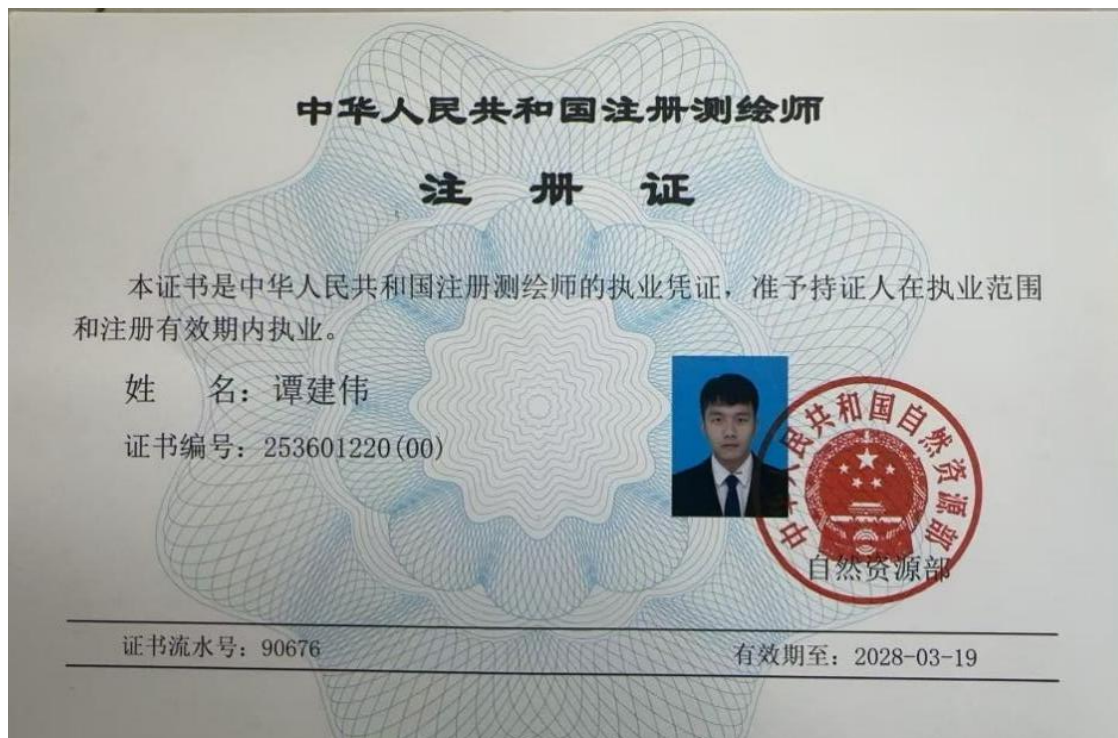 中华人民共和国注册测绘师
注 册 证
本证书是中华人民共和国注册测绘师的执业凭证，准予持证人在执业范围
和注册有效期内执业。
姓 名：谭建伟
证书编号：253601220(00)
中华人民共和国自然资源部
自然资源部
证书流水号：90676
有效期至：2028-03-19